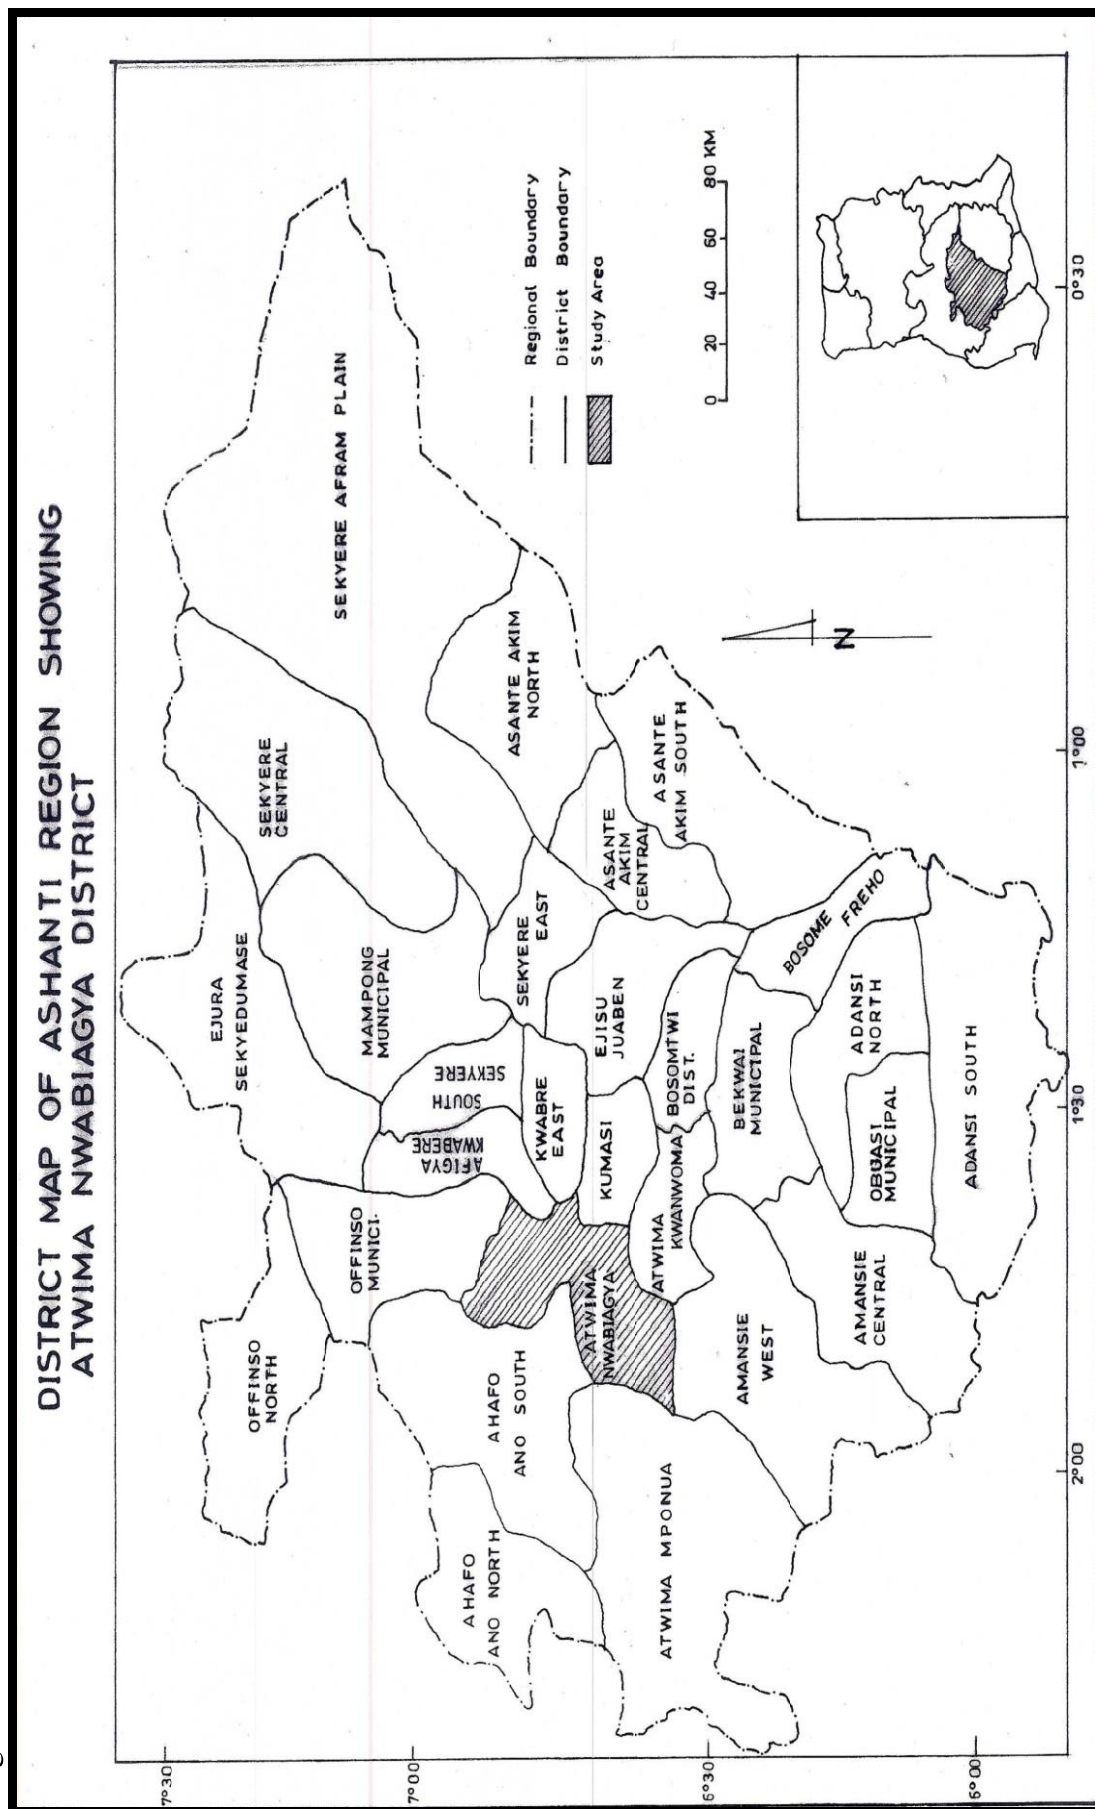 DISTRICT MAP OF ASHANTI REGION SHOWING
ATWIMA NWABIAGYA DISTRICT
7°30
7°00
6°30
6°00
2°00
1°30
1°00
0°30
OFFINSO
NORTH
EJURA
SEKYEDUMASE
SEKYERE
CENTRAL
SEKYERE AFRAM PLAIN
OFFINSO
MUNICI.
MAMPONG
MUNICIPAL
AFIGYA
KWABERE
SEKYERE
SOUTH
AHAFO
ANO NORTH
AHAFO
ANO SOUTH
KWABRE
EAST
SEKYERE
EAST
ASANTE AKIM
NORTH
ATWIMA
NWABIAGYA
KUMASI
EJISU
JUABEN
ASANTE
AKIM
CENTRAL
ASANTE
AKIM SOUTH
ATWIMA MPONUA
ATWIMA
KWANWOMA
BOSOMTWI
DIST.
AMANSIE
WEST
BEKWAI
MUNICIPAL
BOSOME FREHO
AMANSIE
CENTRAL
OBUASI
MUNICIPAL
ADANSI
NORTH
ADANSI SOUTH
Regional Boundary
District Boundary
Study Area
0 20 40 60 80 KM
N